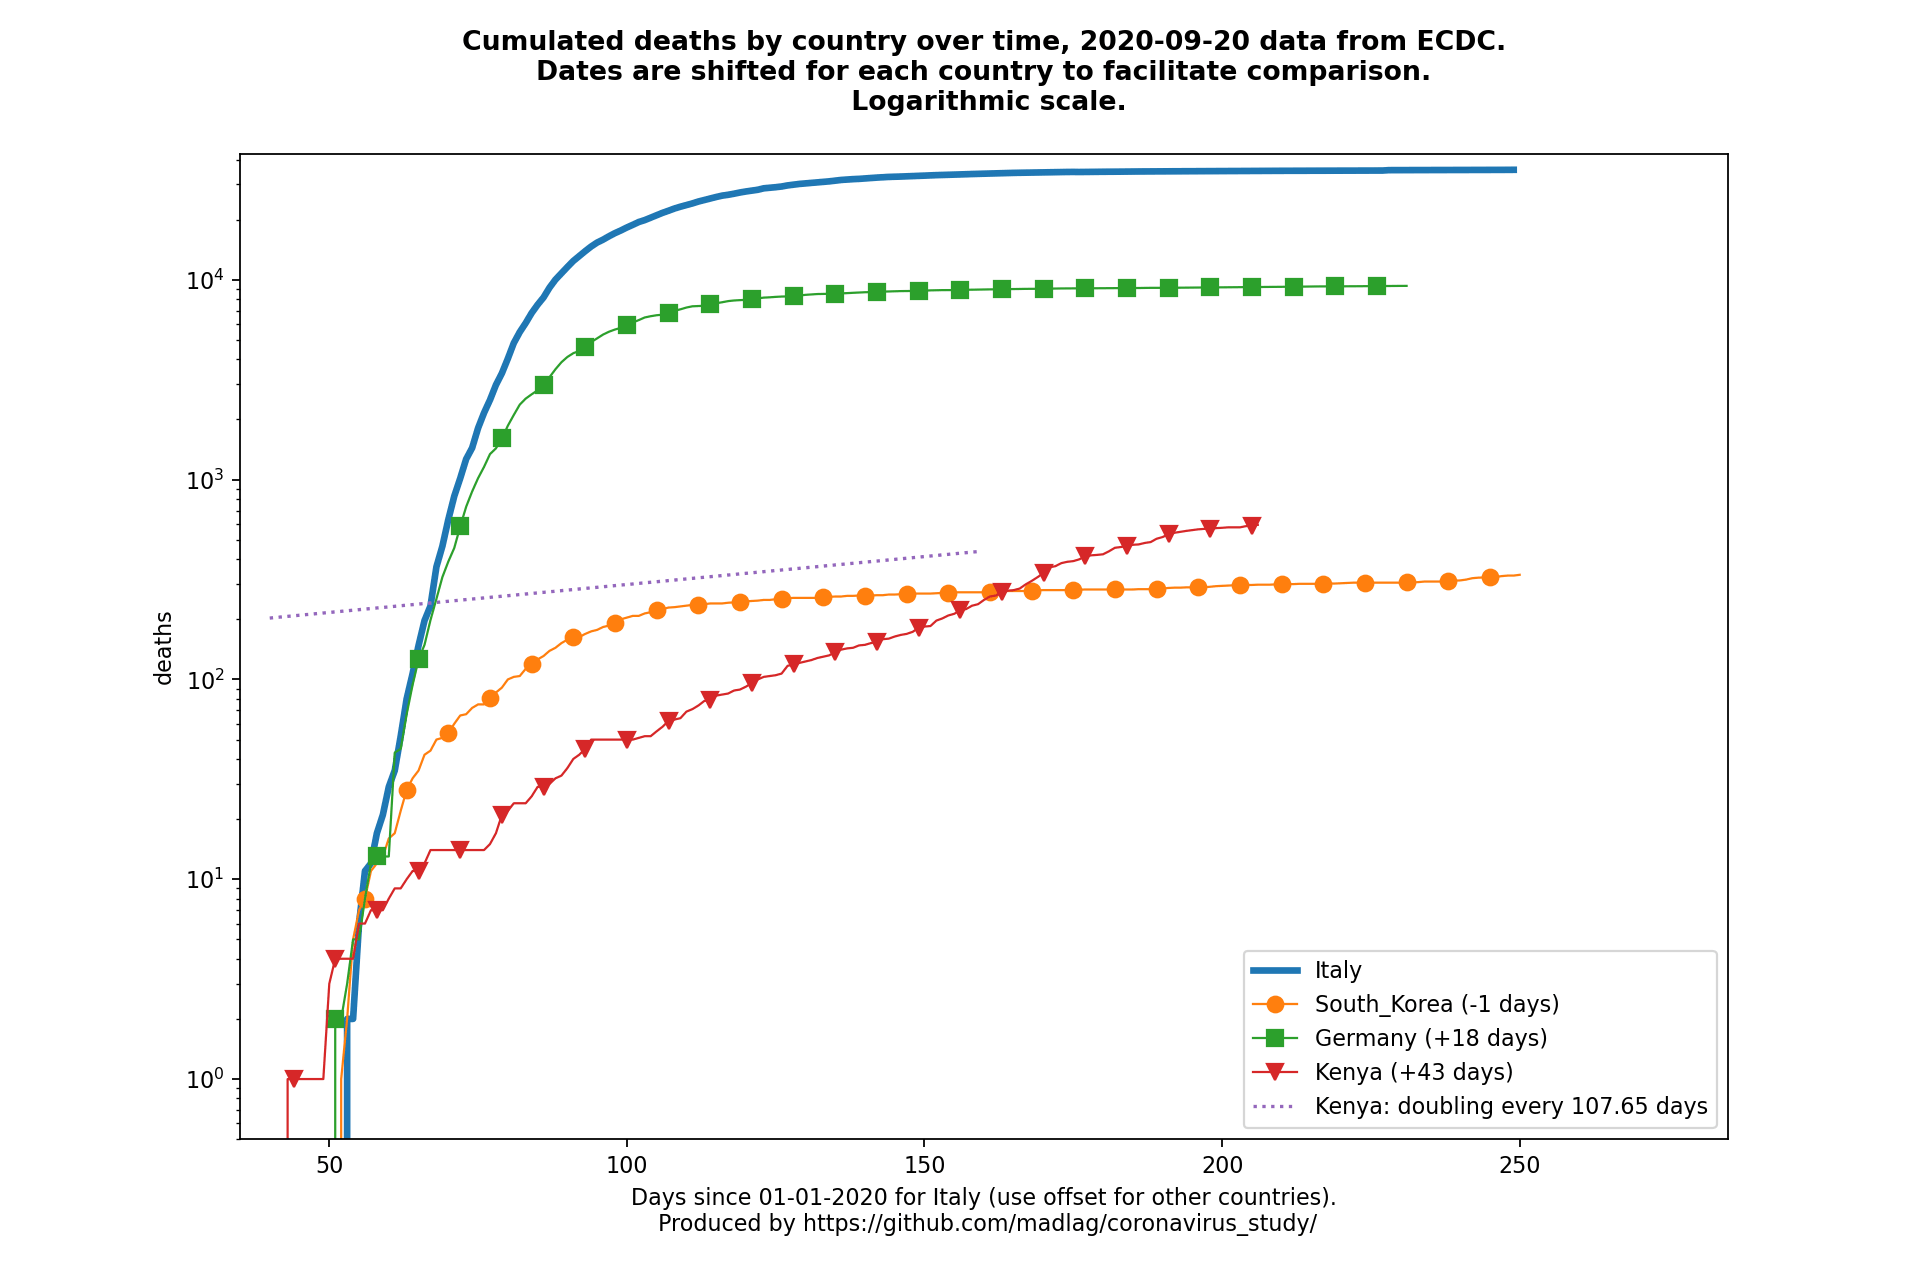 Cumulated deaths by country over time, 2020-09-20 data from ECDC.
Dates are shifted for each country to facilitate comparison.
Logarithmic scale.
10⁴
10³
10²
10¹
10⁰
deaths
50
100
150
200
250
Italy
South_Korea (-1 days)
Germany (+18 days)
Kenya (+43 days)
Kenya: doubling every 107.65 days
Days since 01-01-2020 for Italy (use offset for other countries).
Produced by https://github.com/madlag/coronavirus_study/